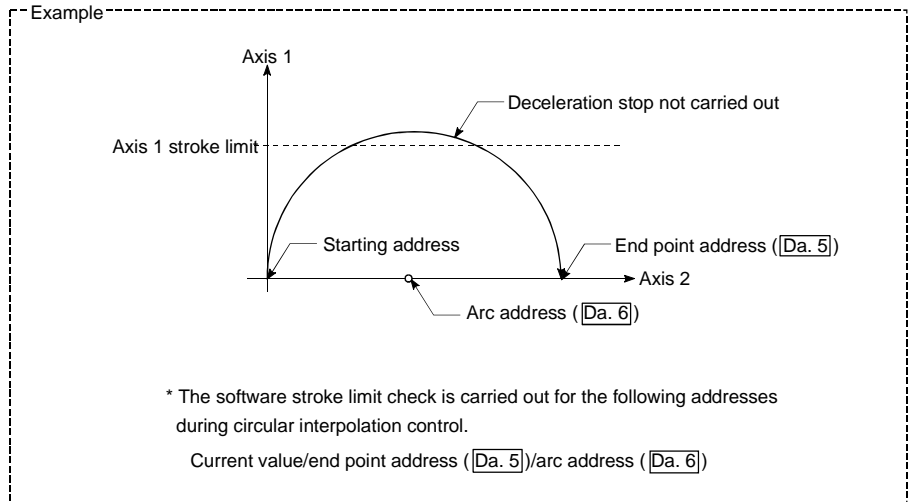 Example
Axis 1
Deceleration stop not carried out
Axis 1 stroke limit
Starting address
End point address ( Da. 5 )
Axis 2
Arc address ( Da. 6 )
* The software stroke limit check is carried out for the following addresses
during circular interpolation control.
Current value/end point address ( Da. 5 )/arc address ( Da. 6 )